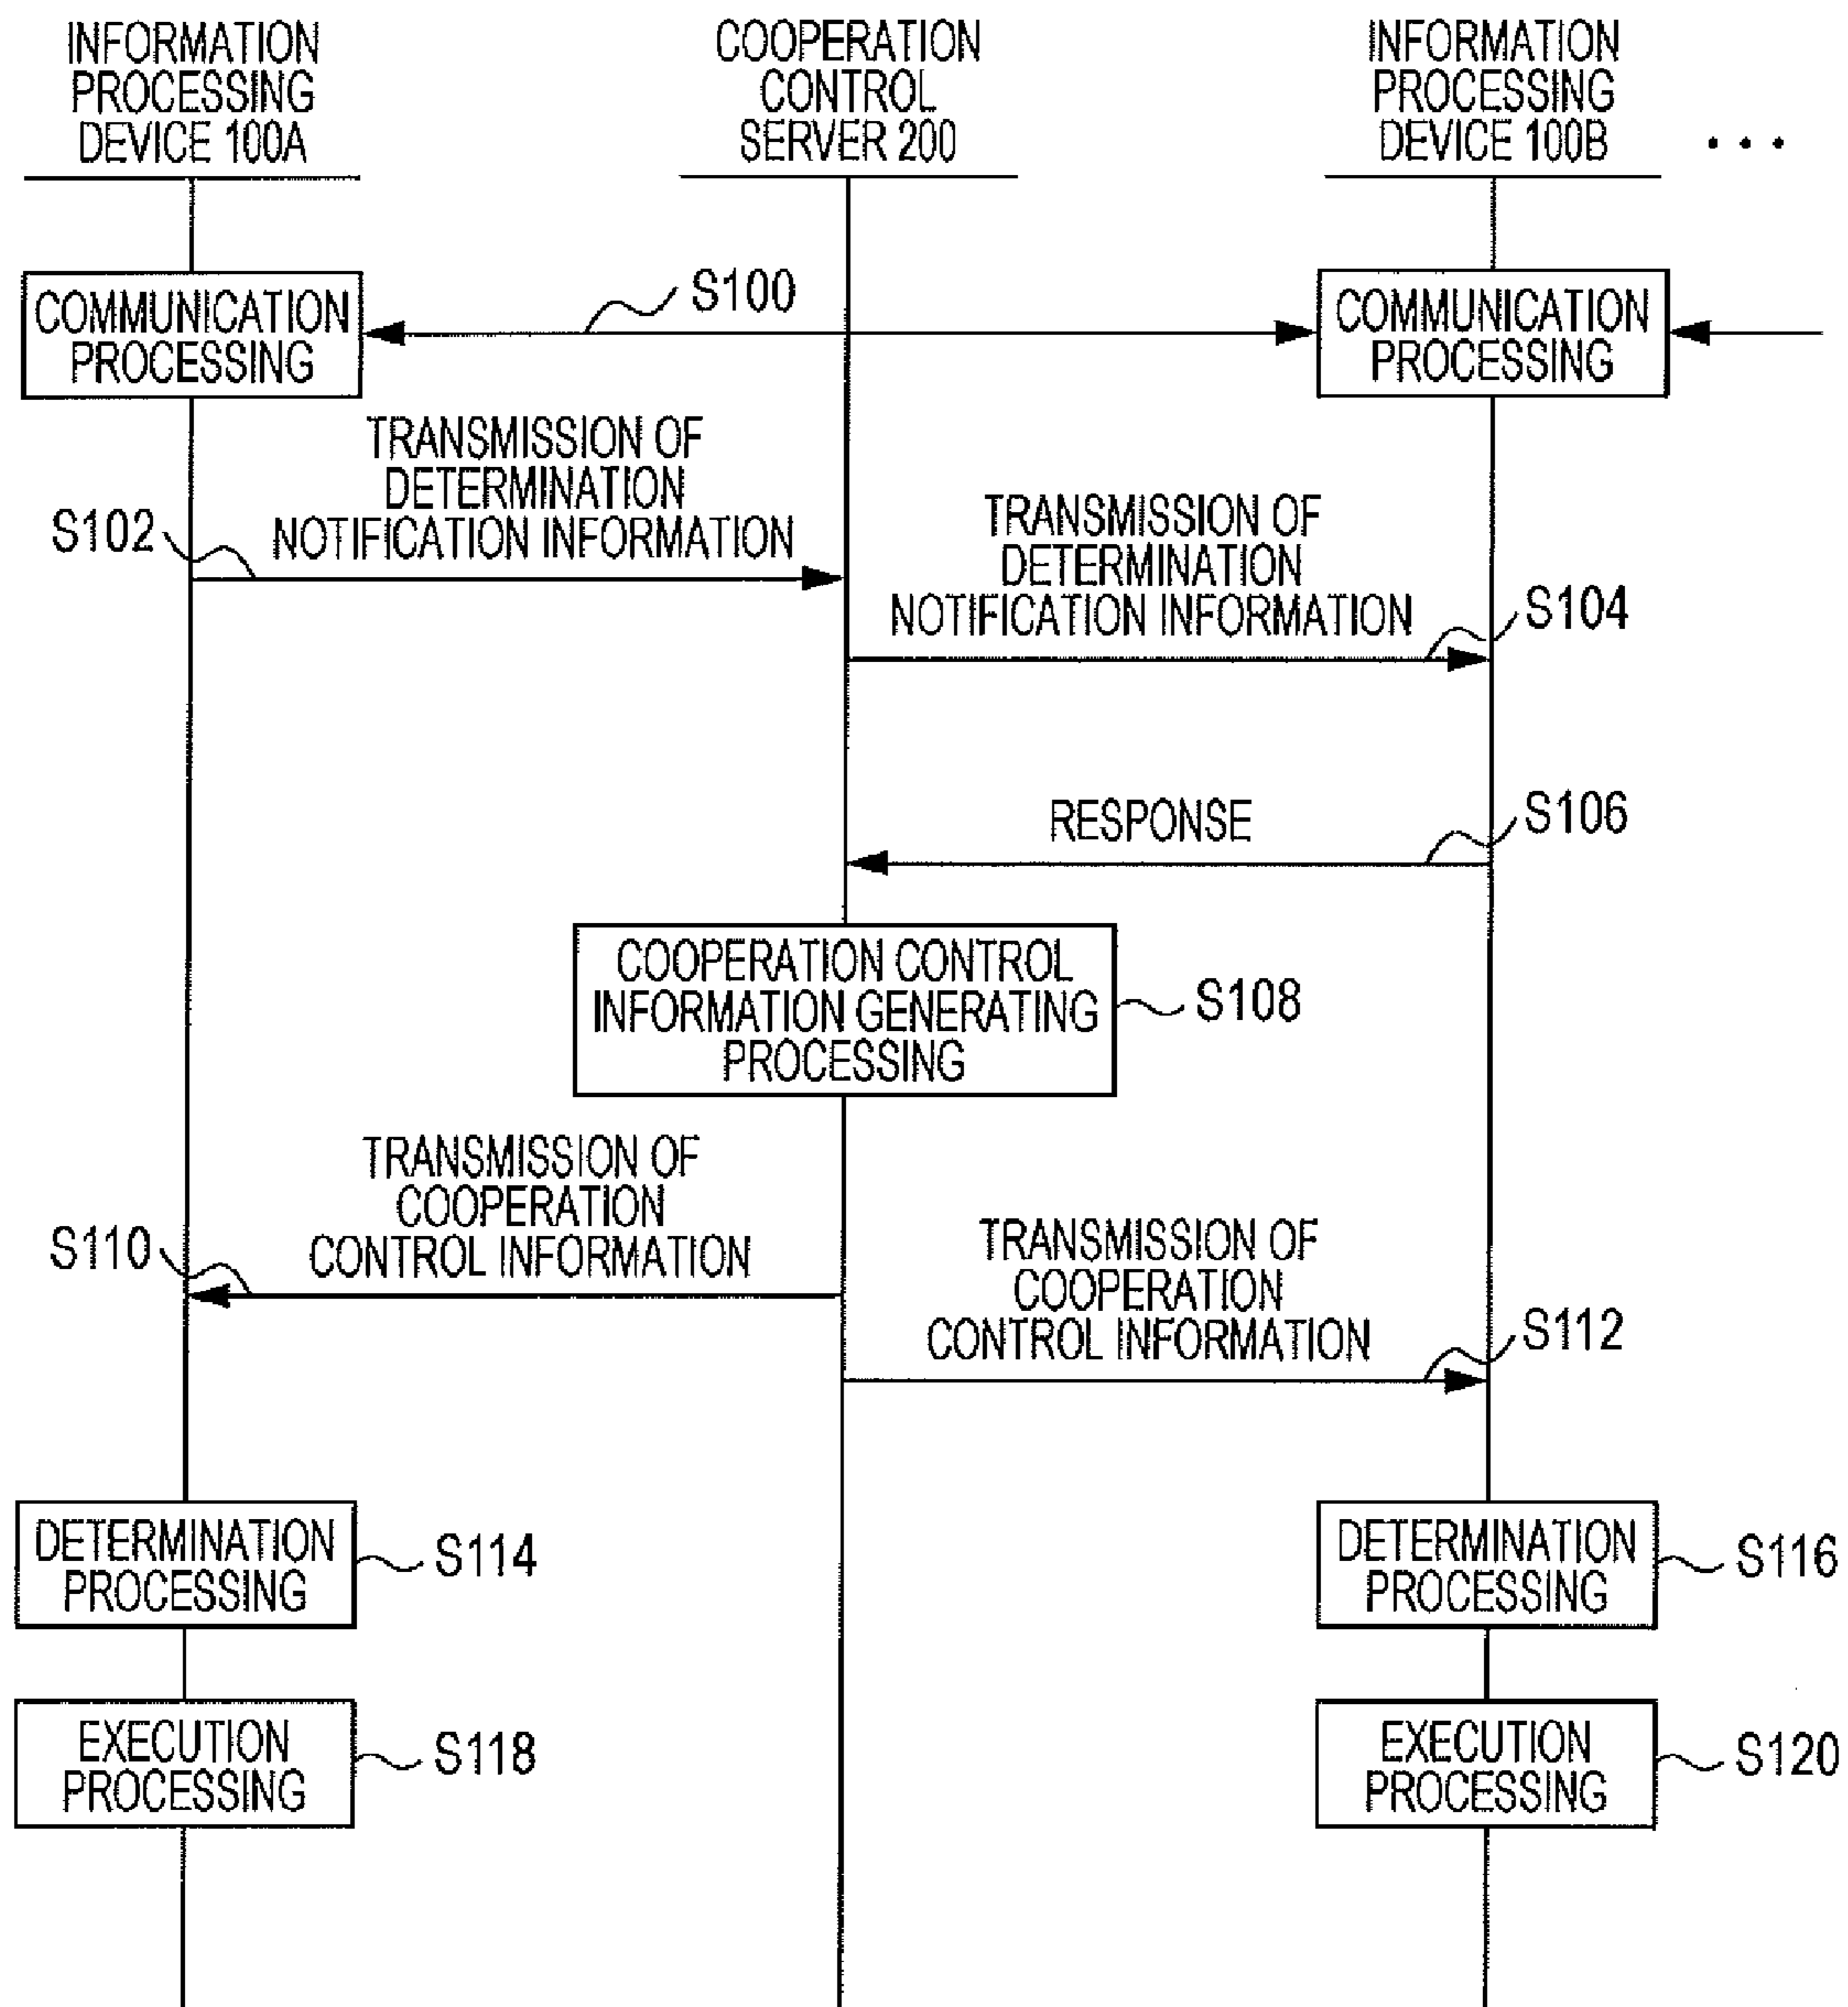 INFORMATION
PROCESSING
DEVICE 100A
COOPERATION
CONTROL
SERVER 200
INFORMATION
PROCESSING
DEVICE 100B
...
COMMUNICATION
PROCESSING
S100
COMMUNICATION
PROCESSING
TRANSMISSION OF
DETERMINATION
NOTIFICATION INFORMATION
S102
TRANSMISSION OF
DETERMINATION
NOTIFICATION INFORMATION
S104
RESPONSE
S106
COOPERATION CONTROL
INFORMATION GENERATING
PROCESSING
S108
TRANSMISSION OF
COOPERATION
CONTROL INFORMATION
S110
TRANSMISSION OF
COOPERATION
CONTROL INFORMATION
S112
DETERMINATION
PROCESSING
S114
DETERMINATION
PROCESSING
S116
EXECUTION
PROCESSING
S118
EXECUTION
PROCESSING
S120